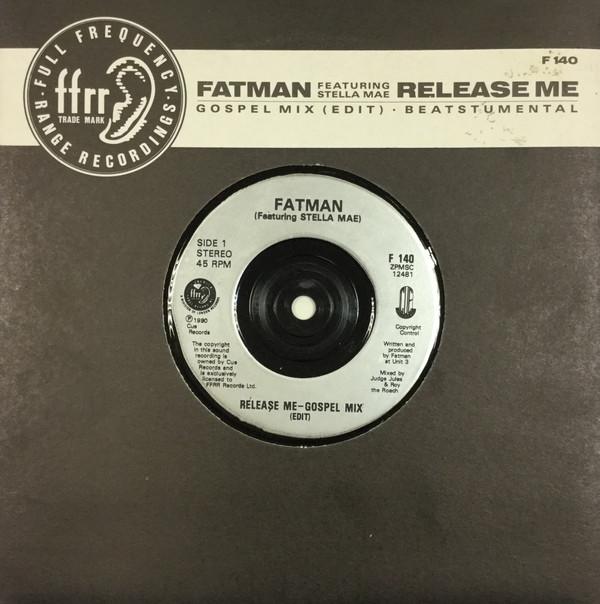 FULL FREQUENCY
RANGE RECORDINGS
ffrr
TRADE MARK
F 140
FATMAN FEATURING STELLA MAE RELEASE ME
GOSPEL MIX (EDIT) · BEATSTUMENTAL
FATMAN
(Featuring STELLA MAE)
SIDE 1
STEREO
45 RPM
F 140
ZPMSC
12481
℗ 1990
Cue
Records
Copyright
Control
The copyright
in this sound
recording is
owned by Cue
Records and
is exclusively
licensed to
FFRR Records Ltd.
Written and
produced
by Fatman
at Unit 3
Mixed by
Judge Jules
& Roy
the Roach
RELEASE ME-GOSPEL MIX
(EDIT)